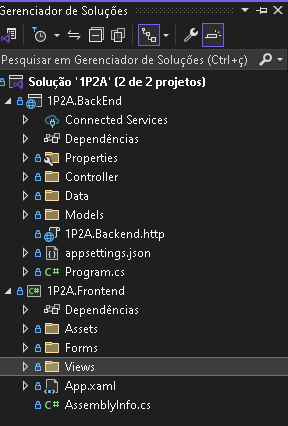 Gerenciador de Soluções
Pesquisar em Gerenciador de Soluções (Ctrl+ç)
Solução '1P2A' (2 de 2 projetos)
1P2A.BackEnd
Connected Services
Dependências
Properties
Controller
Data
Models
1P2A.Backend.http
appsettings.json
C# Program.cs
C# 1P2A.Frontend
Dependências
Assets
Forms
Views
App.xaml
C# AssemblyInfo.cs